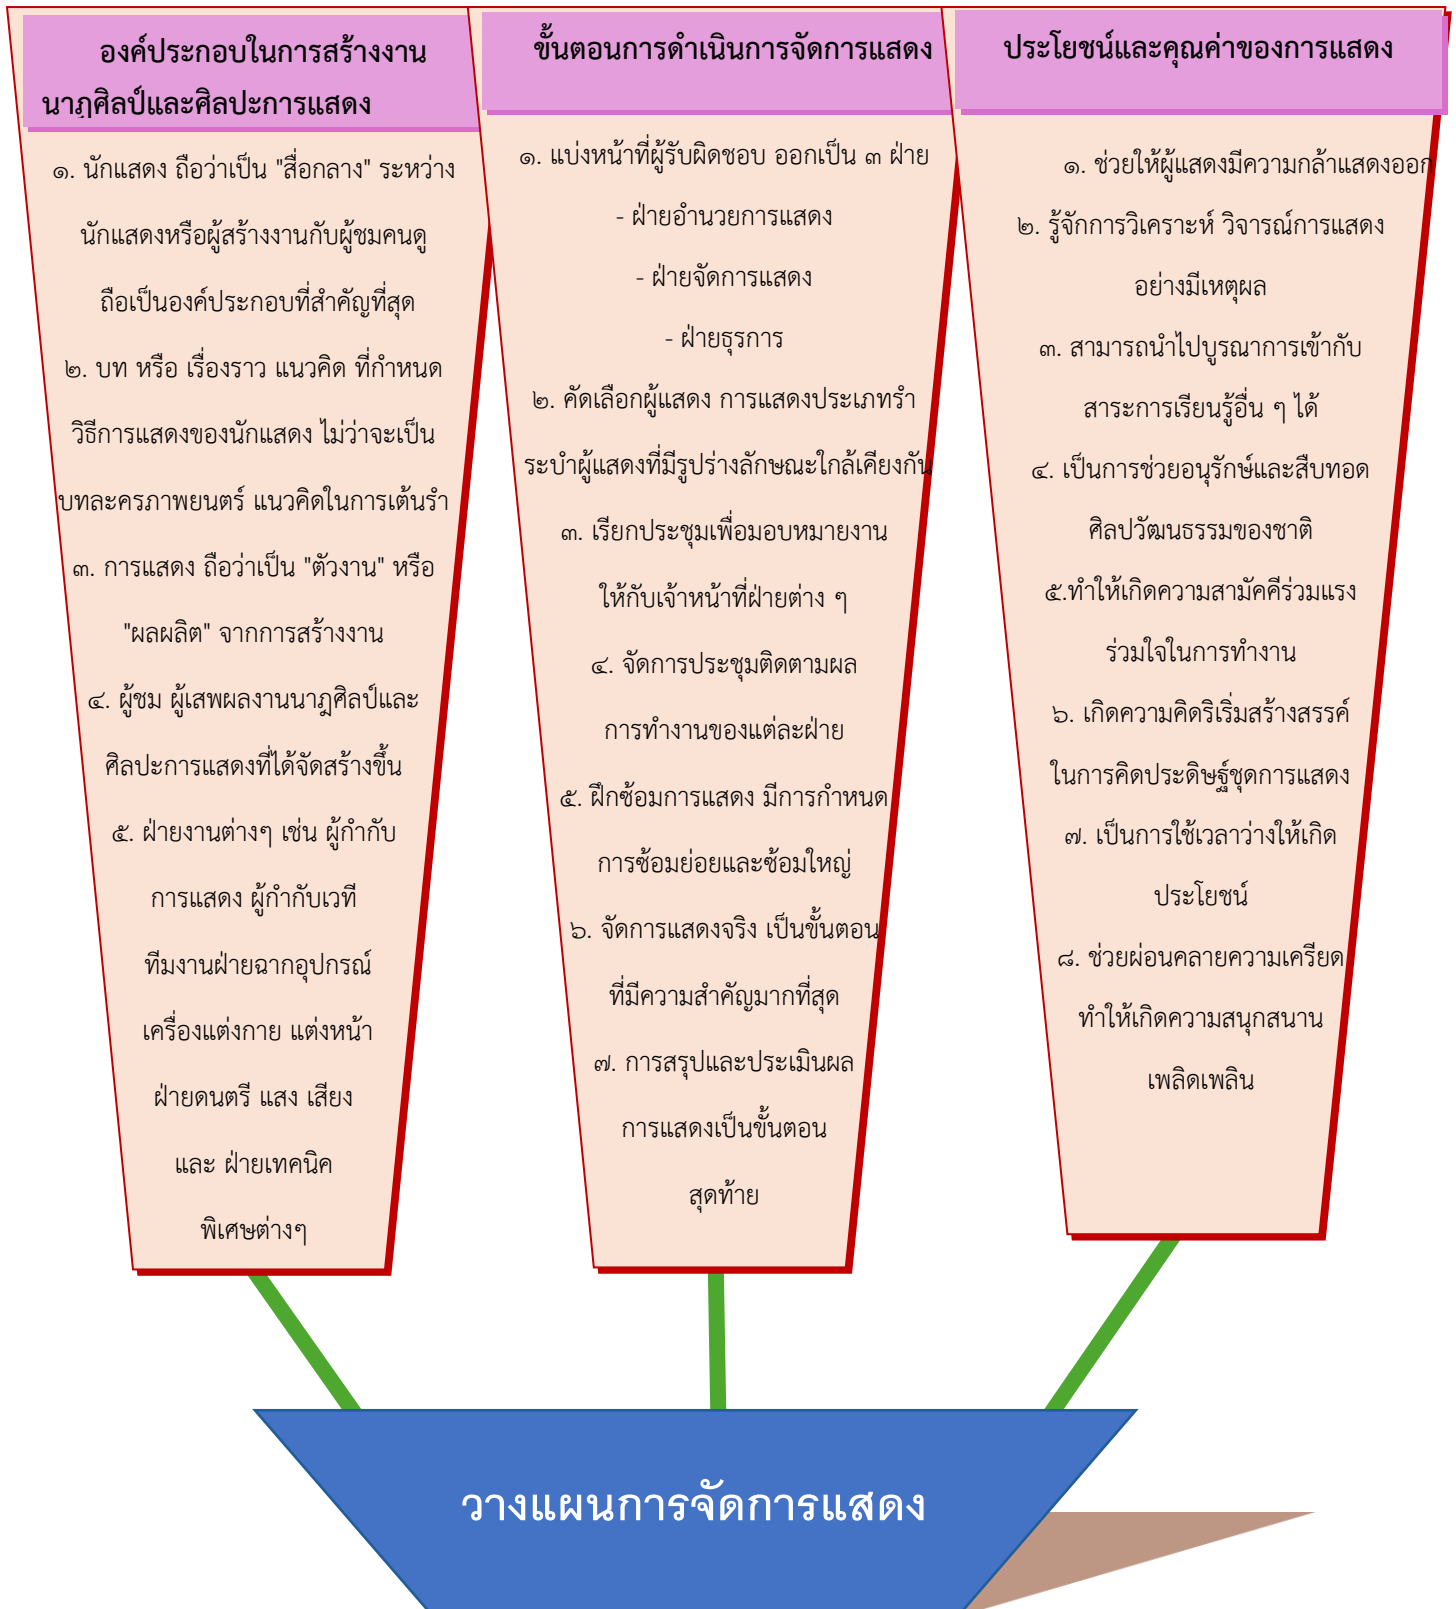 องค์ประกอบในการสร้างงาน
นาฏศิลป์และศิลปะการแสดง
๑. นักแสดง ถือว่าเป็น "สื่อกลาง" ระหว่าง
นักแสดงหรือผู้สร้างงานกับผู้ชมคนดู
ถือเป็นองค์ประกอบที่สำคัญที่สุด
๒. บท หรือ เรื่องราว แนวคิด ที่กำหนด
วิธีการแสดงของนักแสดง ไม่ว่าจะเป็น
บทละครภาพยนตร์ แนวคิดในการเต้นรำ
๓. การแสดง ถือว่าเป็น "ตัวงาน" หรือ
"ผลผลิต" จากการสร้างงาน
๔. ผู้ชม ผู้เสพผลงานนาฏศิลป์และ
ศิลปะการแสดงที่ได้จัดสร้างขึ้น
๕. ฝ่ายงานต่างๆ เช่น ผู้กำกับ
การแสดง ผู้กำกับเวที
ทีมงานฝ่ายฉากอุปกรณ์
เครื่องแต่งกาย แต่งหน้า
ฝ่ายดนตรี แสง เสียง
และ ฝ่ายเทคนิค
พิเศษต่างๆ
ขั้นตอนการดำเนินการจัดการแสดง
๑. แบ่งหน้าที่ผู้รับผิดชอบ ออกเป็น ๓ ฝ่าย
- ฝ่ายอำนวยการแสดง
- ฝ่ายจัดการแสดง
- ฝ่ายธุรการ
๒. คัดเลือกผู้แสดง การแสดงประเภทรำ
ระบำผู้แสดงที่มีรูปร่างลักษณะใกล้เคียงกัน
๓. เรียกประชุมเพื่อมอบหมายงาน
ให้กับเจ้าหน้าที่ฝ่ายต่าง ๆ
๔. จัดการประชุมติดตามผล
การทำงานของแต่ละฝ่าย
๕. ฝึกซ้อมการแสดง มีการกำหนด
การซ้อมย่อยและซ้อมใหญ่
๖. จัดการแสดงจริง เป็นขั้นตอน
ที่มีความสำคัญมากที่สุด
๗. การสรุปและประเมินผล
การแสดงเป็นขั้นตอน
สุดท้าย
ประโยชน์และคุณค่าของการแสดง
๑. ช่วยให้ผู้แสดงมีความกล้าแสดงออก
๒. รู้จักการวิเคราะห์ วิจารณ์การแสดง
อย่างมีเหตุผล
๓. สามารถนำไปบูรณาการเข้ากับ
สาระการเรียนรู้อื่น ๆ ได้
๔. เป็นการช่วยอนุรักษ์และสืบทอด
ศิลปวัฒนธรรมของชาติ
๕.ทำให้เกิดความสามัคคีร่วมแรง
ร่วมใจในการทำงาน
๖. เกิดความคิดริเริ่มสร้างสรรค์
ในการคิดประดิษฐ์ชุดการแสดง
๗. เป็นการใช้เวลาว่างให้เกิด
ประโยชน์
๘. ช่วยผ่อนคลายความเครียด
ทำให้เกิดความสนุกสนาน
เพลิดเพลิน
วางแผนการจัดการแสดง